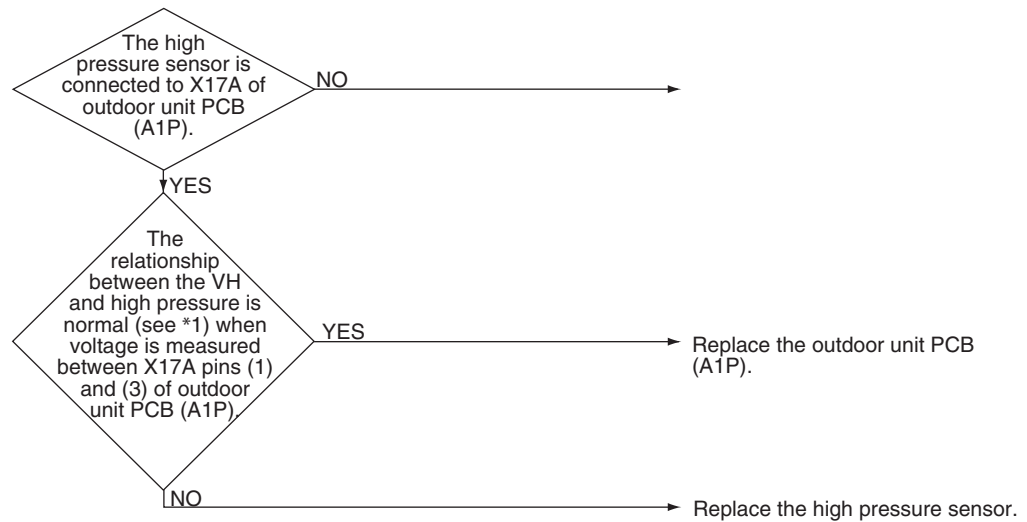 The high
pressure sensor is
connected to X17A of
outdoor unit PCB
(A1P).
NO
YES
The
relationship
between the VH
and high pressure is
normal (see *1) when
voltage is measured
between X17A pins (1)
and (3) of outdoor
unit PCB (A1P).
YES
Replace the outdoor unit PCB
(A1P).
NO
Replace the high pressure sensor.